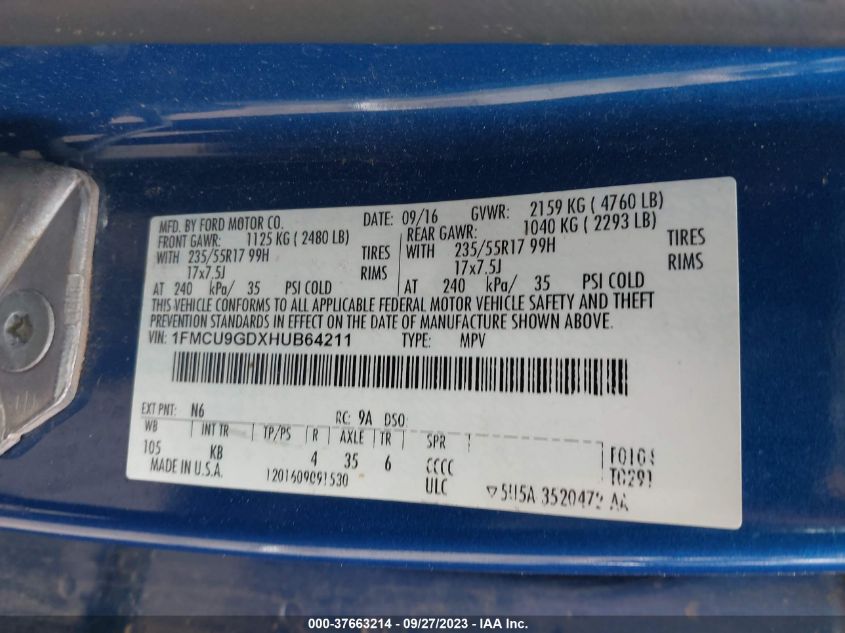 MFD. BY FORD MOTOR CO. DATE: 09/16 GVWR: 2159 KG ( 4760 LB)
FRONT GAWR: 1125 KG ( 2480 LB) REAR GAWR: 1040 KG ( 2293 LB)
WITH 235/55R17 99H TIRES WITH 235/55R17 99H TIRES
17x7.5J RIMS 17x7.5J RIMS
AT 240 kPa/ 35 PSI COLD AT 240 kPa/ 35 PSI COLD
THIS VEHICLE CONFORMS TO ALL APPLICABLE FEDERAL MOTOR VEHICLE SAFETY AND THEFT
PREVENTION STANDARDS IN EFFECT ON THE DATE OF MANUFACTURE SHOWN ABOVE.
VIN: 1FMCU9GDXHUB64211 TYPE: MPV
EXT PNT: N6 RC: 9A DSO:
WB INT TR TP/PS R AXLE TR SPR
105 KB 4 35 6 CCCC
MADE IN U.S.A. 1201609091530 ULC
000-37663214 - 09/27/2023 - IAAI.com